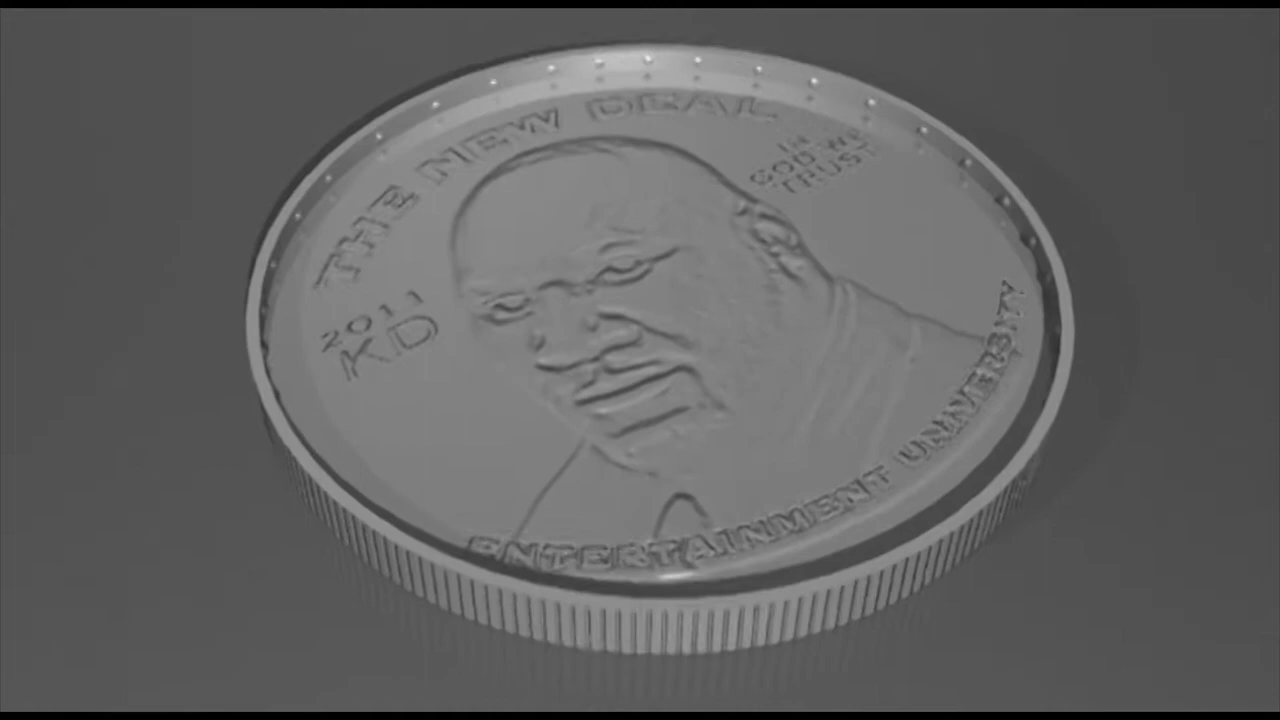 THE NEW DEAL
IN
GOD WE
TRUST
2011
KD
ENTERTAINMENT UNIVERSITY